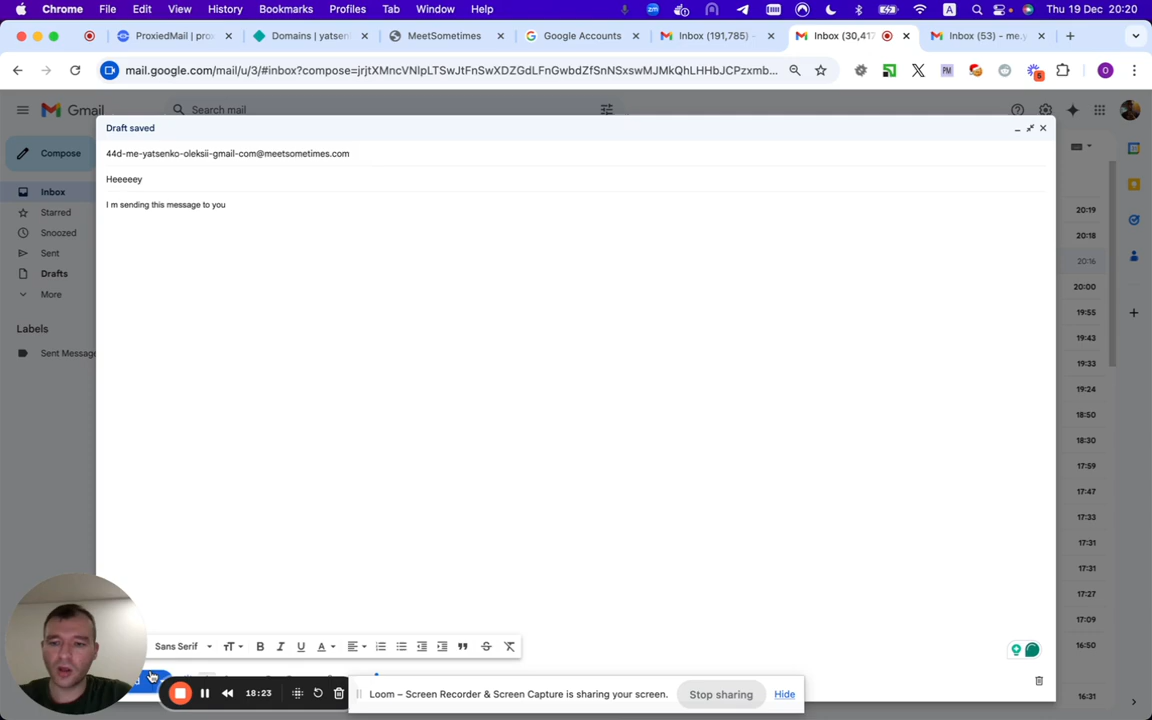 Chrome File Edit View History Bookmarks Profiles Tab Window Help Thu 19 Dec 20:20
ProxiedMail | pro Domains | yatsen MeetSometimes Google Accounts Inbox (191,785) - Inbox (30,417 Inbox (53) - me.y
mail.google.com/mail/u/3/#inbox?compose=jrjtXMncVNlpLTSwJtFnSwXDZGdLFnGwbdZfSnNSxswMJMkQhLHHbJCPzxmb...
Gmail Search mail
Draft saved
44d-me-yatsenko-oleksii-gmail-com@meetsometimes.com
Compose
Heeeeey
Inbox
I m sending this message to you
Starred
Snoozed
Sent
Drafts
More
Labels
Sent Message
20:19
20:18
20:16
20:00
19:55
19:43
19:33
19:24
18:50
18:30
17:59
17:47
17:33
17:31
17:31
17:27
17:09
16:50
16:31
Sans Serif
18:23 Loom – Screen Recorder & Screen Capture is sharing your screen. Stop sharing Hide